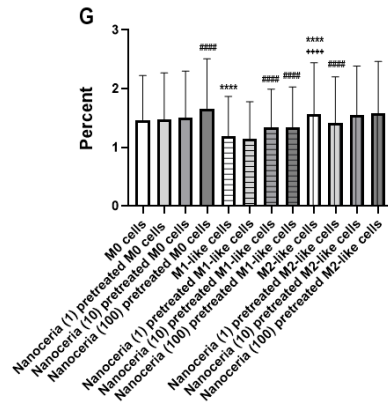 G
Percent
3
2
1
0
####
****
####
####
****
++++
####
M0 cells
Nanoceria (1) pretreated M0 cells
Nanoceria (10) pretreated M0 cells
Nanoceria (100) pretreated M0 cells
M1-like cells
Nanoceria (1) pretreated M1-like cells
Nanoceria (10) pretreated M1-like cells
Nanoceria (100) pretreated M1-like cells
M2-like cells
Nanoceria (1) pretreated M2-like cells
Nanoceria (10) pretreated M2-like cells
Nanoceria (100) pretreated M2-like cells